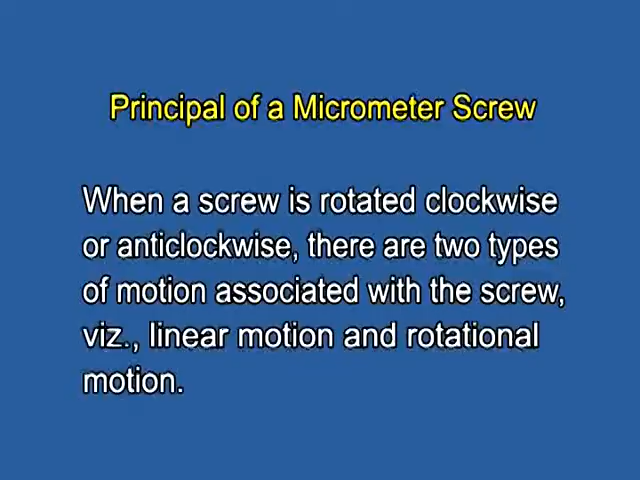 Principal of a Micrometer Screw
When a screw is rotated clockwise
or anticlockwise, there are two types
of motion associated with the screw,
viz., linear motion and rotational
motion.